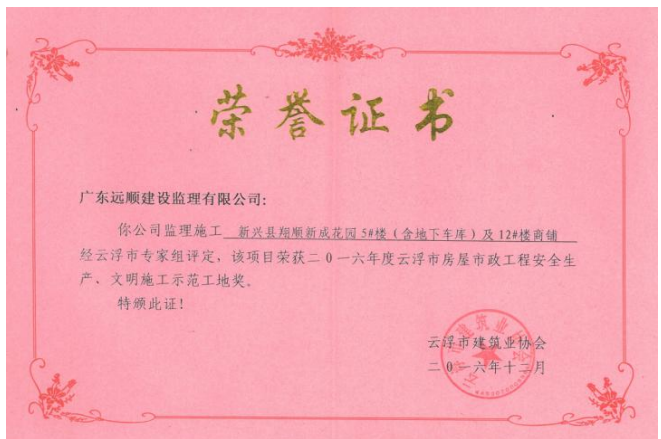 荣誉证书
广东远顺建设监理有限公司:
你公司监理施工 新兴县翔顺新成花园5#楼(含地下车库)及12#楼商铺
经云浮市专家组评定，该项目荣获二0一六年度云浮市房屋市政工程安全生
产、文明施工示范工地奖。
特颁此证!
云浮市建筑业协会
二0一六年十二月